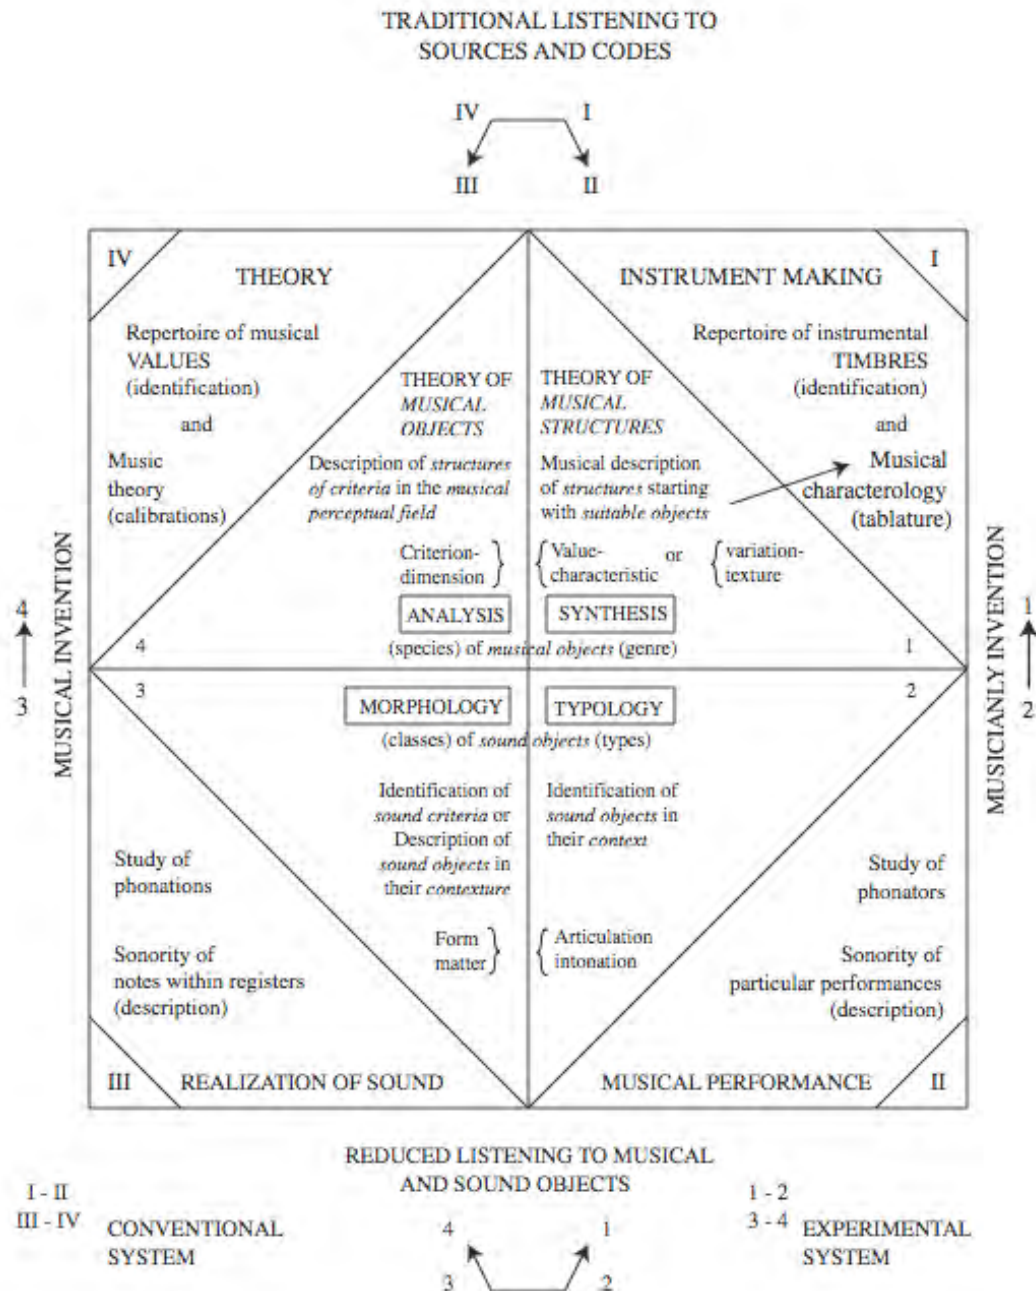 TRADITIONAL LISTENING TO
SOURCES AND CODES
IV I
III II
IV
THEORY
Repertoire of musical
VALUES
(identification)
and
Music
theory
(calibrations)
THEORY OF
MUSICAL
OBJECTS
Description of structures
of criteria in the musical
perceptual field
Criterion-
dimension
ANALYSIS
THEORY OF
MUSICAL
STRUCTURES
Musical description
of structures starting
with suitable objects
Value-
characteristic
or
variation-
texture
SYNTHESIS
(species) of musical objects (genre)
INSTRUMENT MAKING
I
Repertoire of instrumental
TIMBRES
(identification)
and
Musical
characterology
(tablature)
4
1
3
2
MUSICAL INVENTION
4
3
MUSICIANLY INVENTION
1
2
MORPHOLOGY
TYPOLOGY
(classes) of sound objects (types)
Identification of
sound criteria or
Description of
sound objects in
their contexture
Form
matter
Identification of
sound objects in
their context
Articulation
intonation
Study of
phonations
Sonority of
notes within registers
(description)
III
REALIZATION OF SOUND
Study of
phonators
Sonority of
particular performances
(description)
MUSICAL PERFORMANCE
II
REDUCED LISTENING TO MUSICAL
AND SOUND OBJECTS
I - II
III - IV
CONVENTIONAL
SYSTEM
4 1
3 2
1 - 2
3 - 4
EXPERIMENTAL
SYSTEM